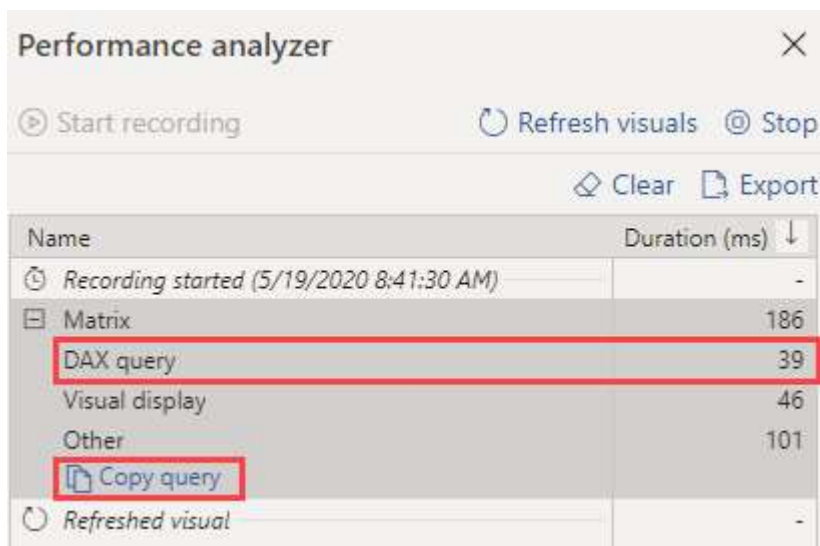 Performance analyzer
Start recording Refresh visuals Stop
Clear Export
Name Duration (ms) ↓
Recording started (5/19/2020 8:41:30 AM) -
Matrix 186
DAX query 39
Visual display 46
Other 101
Copy query
Refreshed visual -